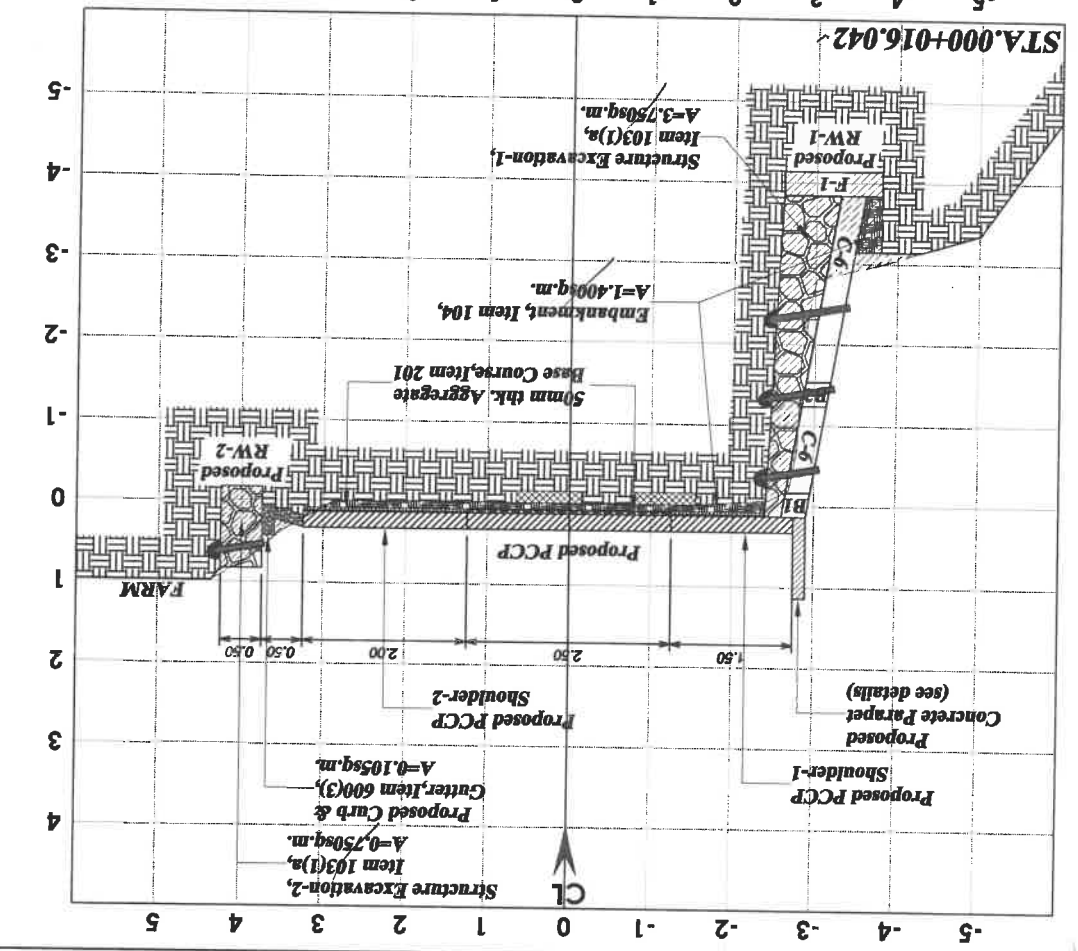 -5 -4 -3 -2 -1 0 1 2 3 4 5
CL
Structure Excavation-2,
Item 103(1)a,
A=0.750sq.m.
4
Proposed Curb &
Gutter,Item 600(3),
A=0.105sq.m.
Proposed PCCP
Shoulder-1
3
Proposed
Concrete Parapet
(see details)
Proposed PCCP
Shoulder-2
2
1.50 2.50 2.00 0.50 0.50
FARM
1
Proposed PCCP
B1
0
Proposed
RW-2
C-6
-1
B2
50mm thk. Aggregate
Base Course,Item 201
-2
Embankment, Item 104,
A=1.400sq.m.
C-6
-3
F-1
-4
Proposed
RW-1
Structure Excavation-1,
Item 103(1)a,
A=3.750sq.m.
-5
STA.000+016.042